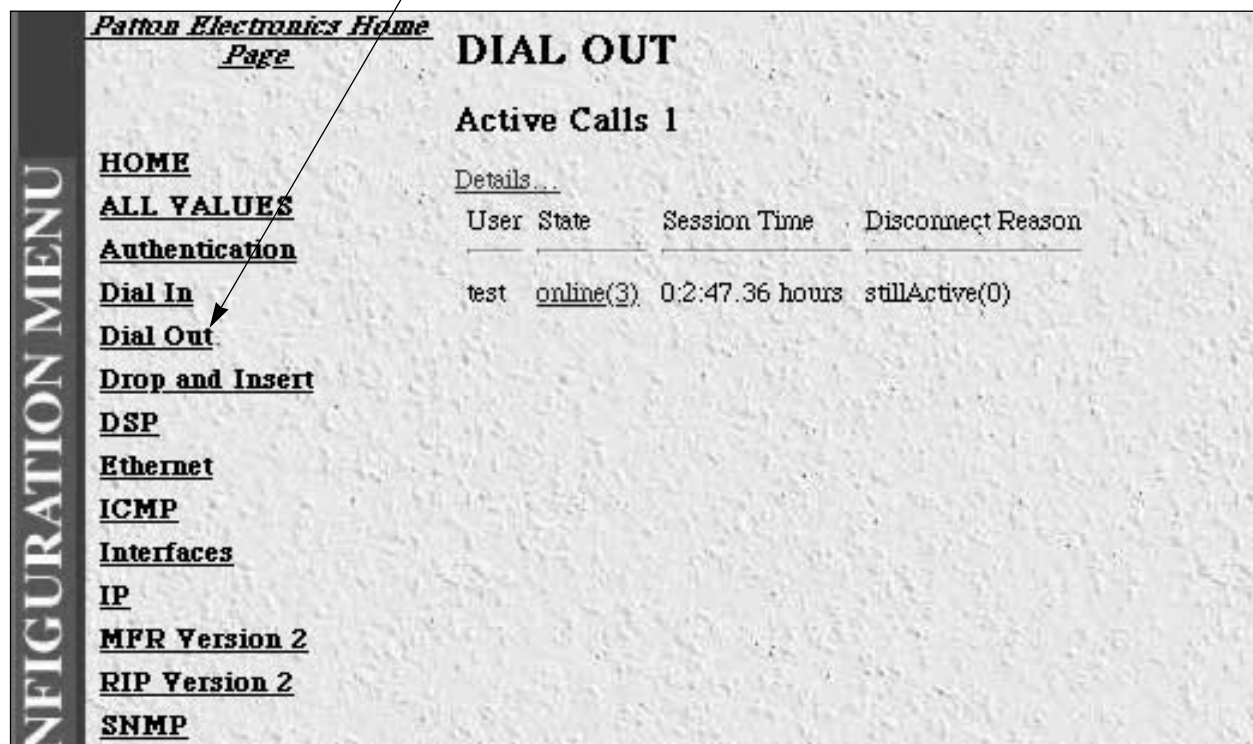 Patton Electronics Home
Page
HOME
ALL VALUES
Authentication
Dial In
Dial Out
Drop and Insert
DSP
Ethernet
ICMP
Interfaces
IP
MFR Version 2
RIP Version 2
SNMP
NFIGURATION MENU
DIAL OUT
Active Calls 1
Details...
User State Session Time Disconnect Reason
test online(3) 0:2:47.36 hours stillActive(0)